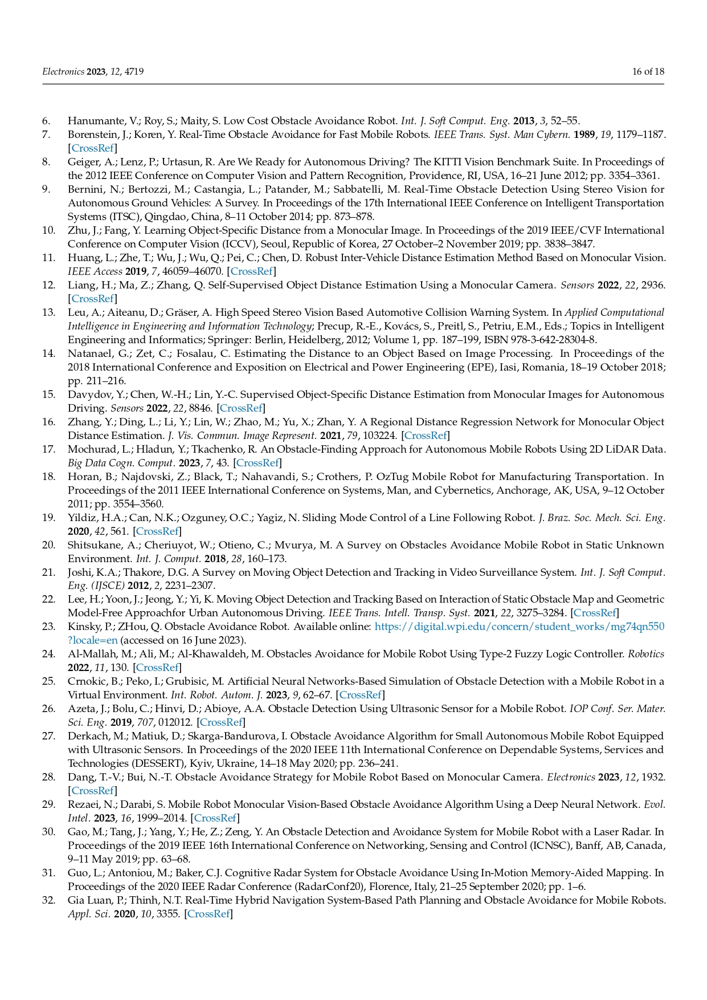 Electronics 2023, 12, 4719
16 of 18
6. Hanumante, V.; Roy, S.; Maity, S. Low Cost Obstacle Avoidance Robot. Int. J. Soft Comput. Eng. 2013, 3, 52–55.
7. Borenstein, J.; Koren, Y. Real-Time Obstacle Avoidance for Fast Mobile Robots. IEEE Trans. Syst. Man Cybern. 1989, 19, 1179–1187.
[CrossRef]
8. Geiger, A.; Lenz, P.; Urtasun, R. Are We Ready for Autonomous Driving? The KITTI Vision Benchmark Suite. In Proceedings of
the 2012 IEEE Conference on Computer Vision and Pattern Recognition, Providence, RI, USA, 16–21 June 2012; pp. 3354–3361.
9. Bernini, N.; Bertozzi, M.; Castangia, L.; Patander, M.; Sabbatelli, M. Real-Time Obstacle Detection Using Stereo Vision for
Autonomous Ground Vehicles: A Survey. In Proceedings of the 17th International IEEE Conference on Intelligent Transportation
Systems (ITSC), Qingdao, China, 8–11 October 2014; pp. 873–878.
10. Zhu, J.; Fang, Y. Learning Object-Specific Distance from a Monocular Image. In Proceedings of the 2019 IEEE/CVF International
Conference on Computer Vision (ICCV), Seoul, Republic of Korea, 27 October–2 November 2019; pp. 3838–3847.
11. Huang, L.; Zhe, T.; Wu, J.; Wu, Q.; Pei, C.; Chen, D. Robust Inter-Vehicle Distance Estimation Method Based on Monocular Vision.
IEEE Access 2019, 7, 46059–46070. [CrossRef]
12. Liang, H.; Ma, Z.; Zhang, Q. Self-Supervised Object Distance Estimation Using a Monocular Camera. Sensors 2022, 22, 2936.
[CrossRef]
13. Leu, A.; Aiteanu, D.; Gräser, A. High Speed Stereo Vision Based Automotive Collision Warning System. In Applied Computational
Intelligence in Engineering and Information Technology; Precup, R.-E., Kovács, S., Preitl, S., Petriu, E.M., Eds.; Topics in Intelligent
Engineering and Informatics; Springer: Berlin, Heidelberg, 2012; Volume 1, pp. 187–199, ISBN 978-3-642-28304-8.
14. Natanael, G.; Zet, C.; Fosalau, C. Estimating the Distance to an Object Based on Image Processing. In Proceedings of the
2018 International Conference and Exposition on Electrical and Power Engineering (EPE), Iasi, Romania, 18–19 October 2018;
pp. 211–216.
15. Davydov, Y.; Chen, W.-H.; Lin, Y.-C. Supervised Object-Specific Distance Estimation from Monocular Images for Autonomous
Driving. Sensors 2022, 22, 8846. [CrossRef]
16. Zhang, Y.; Ding, L.; Li, Y.; Lin, W.; Zhao, M.; Yu, X.; Zhan, Y. A Regional Distance Regression Network for Monocular Object
Distance Estimation. J. Vis. Commun. Image Represent. 2021, 79, 103224. [CrossRef]
17. Mochurad, L.; Hladun, Y.; Tkachenko, R. An Obstacle-Finding Approach for Autonomous Mobile Robots Using 2D LiDAR Data.
Big Data Cogn. Comput. 2023, 7, 43. [CrossRef]
18. Horan, B.; Najdovski, Z.; Black, T.; Nahavandi, S.; Crothers, P. OzTug Mobile Robot for Manufacturing Transportation. In
Proceedings of the 2011 IEEE International Conference on Systems, Man, and Cybernetics, Anchorage, AK, USA, 9–12 October
2011; pp. 3554–3560.
19. Yildiz, H.A.; Can, N.K.; Ozguney, O.C.; Yagiz, N. Sliding Mode Control of a Line Following Robot. J. Braz. Soc. Mech. Sci. Eng.
2020, 42, 561. [CrossRef]
20. Shitsukane, A.; Cheriuyot, W.; Otieno, C.; Mvurya, M. A Survey on Obstacles Avoidance Mobile Robot in Static Unknown
Environment. Int. J. Comput. 2018, 28, 160–173.
21. Joshi, K.A.; Thakore, D.G. A Survey on Moving Object Detection and Tracking in Video Surveillance System. Int. J. Soft Comput.
Eng. (IJSCE) 2012, 2, 2231–2307.
22. Lee, H.; Yoon, J.; Jeong, Y.; Yi, K. Moving Object Detection and Tracking Based on Interaction of Static Obstacle Map and Geometric
Model-Free Approachfor Urban Autonomous Driving. IEEE Trans. Intell. Transp. Syst. 2021, 22, 3275–3284. [CrossRef]
23. Kinsky, P.; ZHou, Q. Obstacle Avoidance Robot. Available online: https://digital.wpi.edu/concern/student_works/mg74qn550
?locale=en (accessed on 16 June 2023).
24. Al-Mallah, M.; Ali, M.; Al-Khawaldeh, M. Obstacles Avoidance for Mobile Robot Using Type-2 Fuzzy Logic Controller. Robotics
2022, 11, 130. [CrossRef]
25. Crnokic, B.; Peko, I.; Grubisic, M. Artificial Neural Networks-Based Simulation of Obstacle Detection with a Mobile Robot in a
Virtual Environment. Int. Robot. Autom. J. 2023, 9, 62–67. [CrossRef]
26. Azeta, J.; Bolu, C.; Hinvi, D.; Abioye, A.A. Obstacle Detection Using Ultrasonic Sensor for a Mobile Robot. IOP Conf. Ser. Mater.
Sci. Eng. 2019, 707, 012012. [CrossRef]
27. Derkach, M.; Matiuk, D.; Skarga-Bandurova, I. Obstacle Avoidance Algorithm for Small Autonomous Mobile Robot Equipped
with Ultrasonic Sensors. In Proceedings of the 2020 IEEE 11th International Conference on Dependable Systems, Services and
Technologies (DESSERT), Kyiv, Ukraine, 14–18 May 2020; pp. 236–241.
28. Dang, T.-V.; Bui, N.-T. Obstacle Avoidance Strategy for Mobile Robot Based on Monocular Camera. Electronics 2023, 12, 1932.
[CrossRef]
29. Rezaei, N.; Darabi, S. Mobile Robot Monocular Vision-Based Obstacle Avoidance Algorithm Using a Deep Neural Network. Evol.
Intel. 2023, 16, 1999–2014. [CrossRef]
30. Gao, M.; Tang, J.; Yang, Y.; He, Z.; Zeng, Y. An Obstacle Detection and Avoidance System for Mobile Robot with a Laser Radar. In
Proceedings of the 2019 IEEE 16th International Conference on Networking, Sensing and Control (ICNSC), Banff, AB, Canada,
9–11 May 2019; pp. 63–68.
31. Guo, L.; Antoniou, M.; Baker, C.J. Cognitive Radar System for Obstacle Avoidance Using In-Motion Memory-Aided Mapping. In
Proceedings of the 2020 IEEE Radar Conference (RadarConf20), Florence, Italy, 21–25 September 2020; pp. 1–6.
32. Gia Luan, P.; Thinh, N.T. Real-Time Hybrid Navigation System-Based Path Planning and Obstacle Avoidance for Mobile Robots.
Appl. Sci. 2020, 10, 3355. [CrossRef]